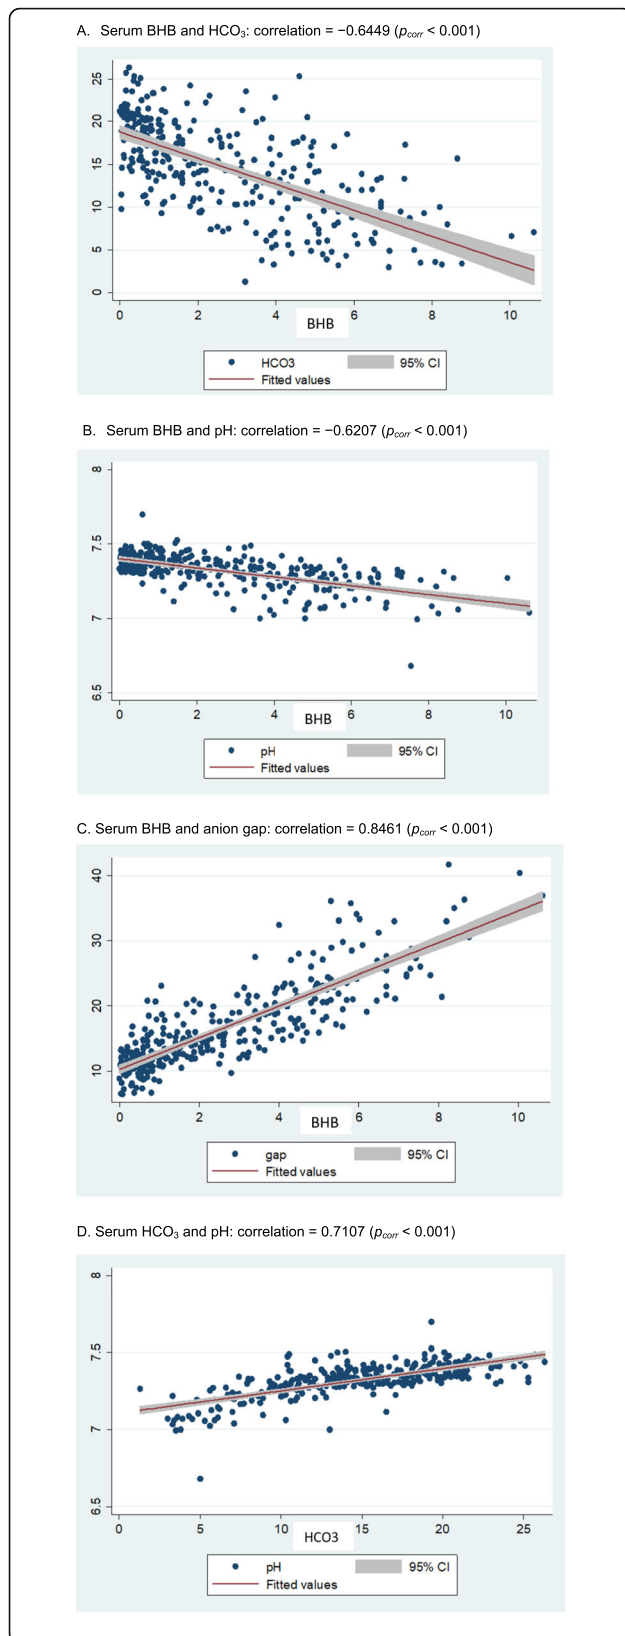 A. Serum BHB and HCO₃: correlation = −0.6449 (pcorr < 0.001)
25
20
15
10
5
0
0 2 4 6 8 10
BHB
HCO3 95% CI
Fitted values
B. Serum BHB and pH: correlation = −0.6207 (pcorr < 0.001)
8
7.5
7
6.5
0 2 4 6 8 10
BHB
pH 95% CI
Fitted values
C. Serum BHB and anion gap: correlation = 0.8461 (pcorr < 0.001)
40
30
20
10
0 2 4 6 8 10
BHB
gap 95% CI
Fitted values
D. Serum HCO₃ and pH: correlation = 0.7107 (pcorr < 0.001)
8
7.5
7
6.5
0 5 10 15 20 25
HCO3
pH 95% CI
Fitted values